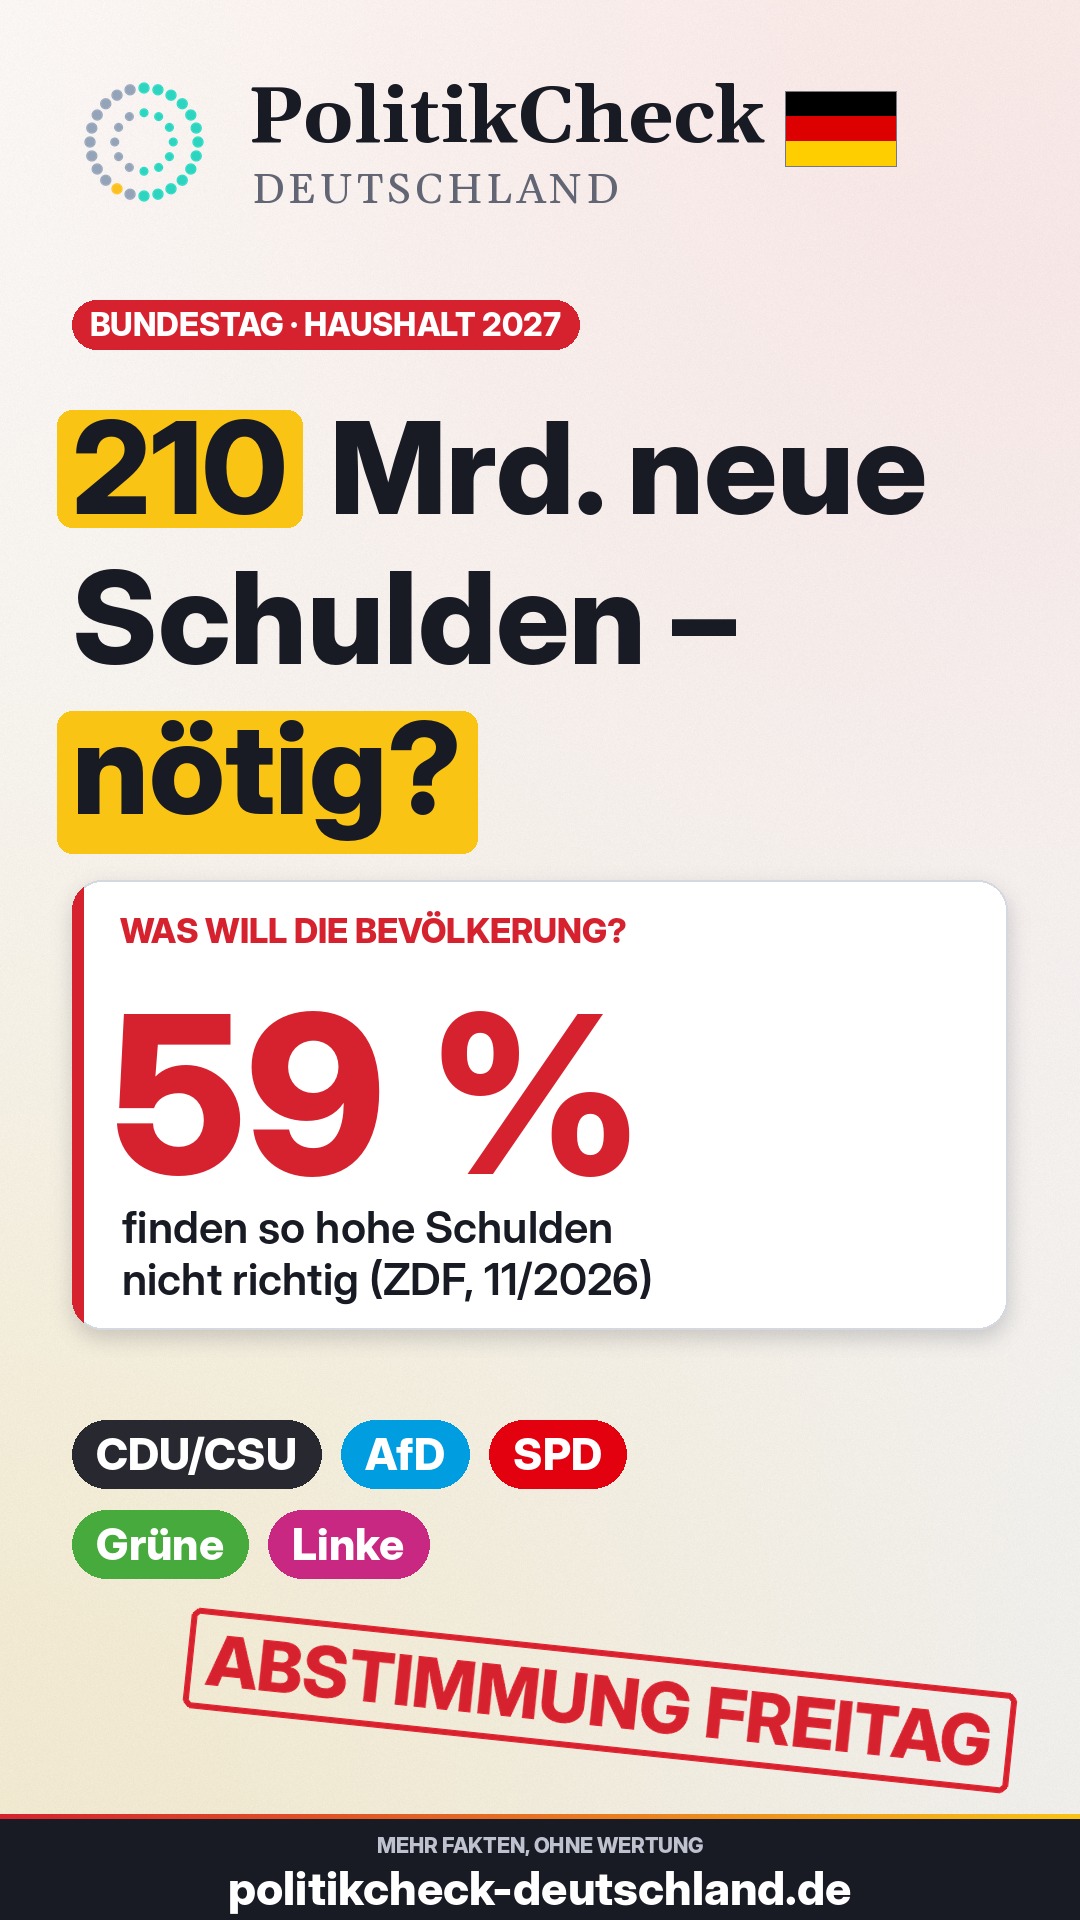 PolitikCheck
DEUTSCHLAND
BUNDESTAG · HAUSHALT 2027
210 Mrd. neue
Schulden –
nötig?
WAS WILL DIE BEVÖLKERUNG?
59 %
finden so hohe Schulden
nicht richtig (ZDF, 11/2026)
CDU/CSU AfD SPD
Grüne Linke
ABSTIMMUNG FREITAG
MEHR FAKTEN, OHNE WERTUNG
politikcheck-deutschland.de